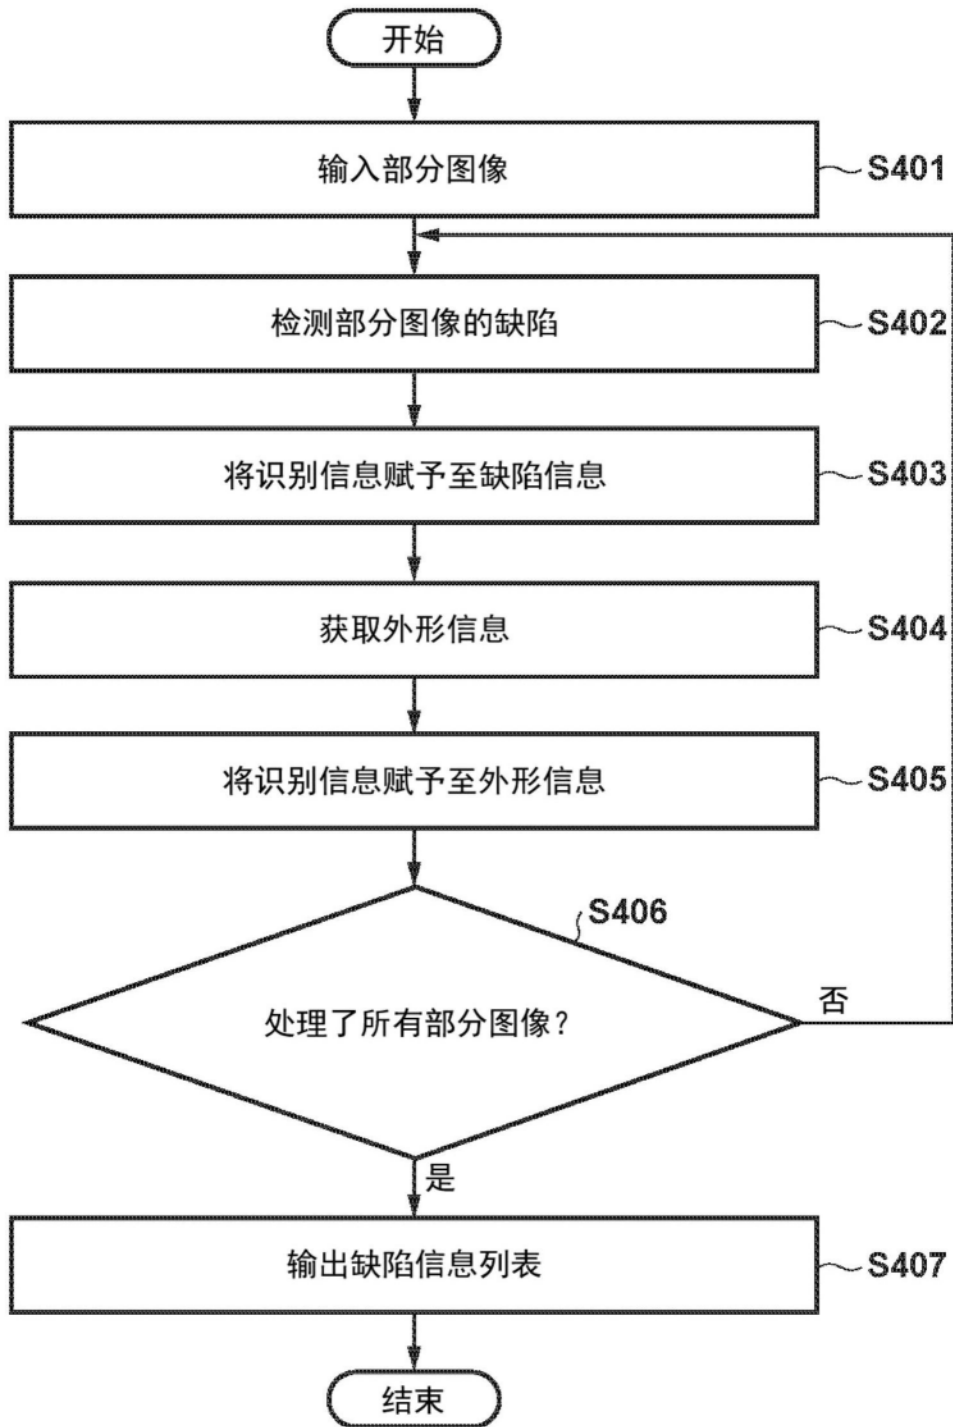 开始
输入部分图像
S401
检测部分图像的缺陷
S402
将识别信息赋予至缺陷信息
S403
获取外形信息
S404
将识别信息赋予至外形信息
S405
S406
处理了所有部分图像?
否
是
输出缺陷信息列表
S407
结束